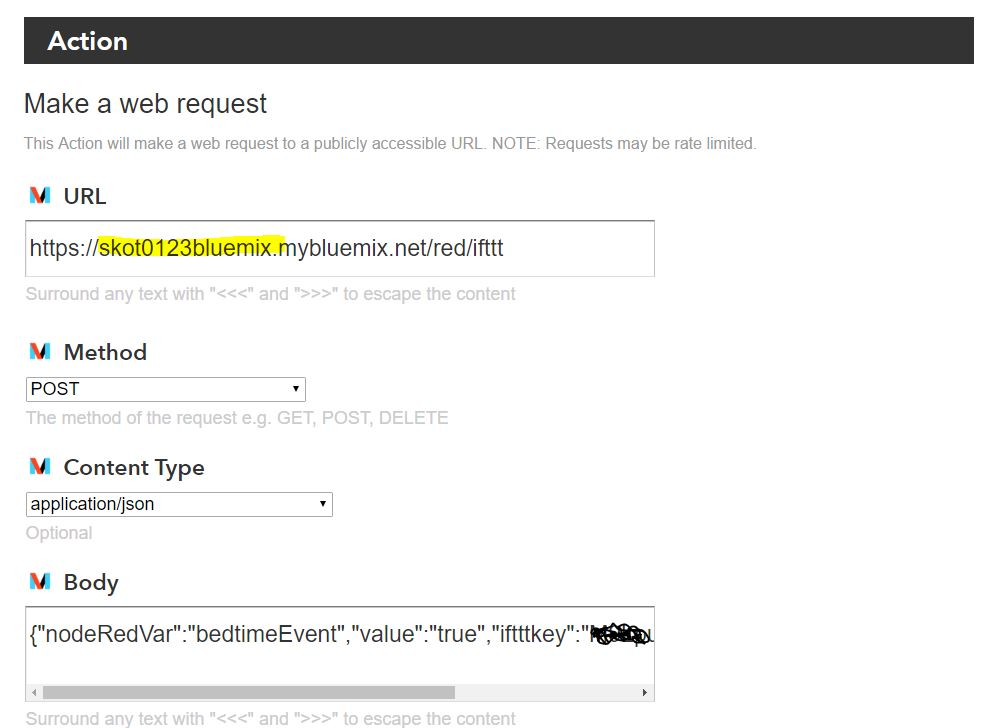 Action
Make a web request
This Action will make a web request to a publicly accessible URL. NOTE: Requests may be rate limited.
URL
https://skot0123bluemix.mybluemix.net/red/ifttt
Surround any text with "<<<" and ">>>" to escape the content
Method
POST
The method of the request e.g. GET, POST, DELETE
Content Type
application/json
Optional
Body
{"nodeRedVar":"bedtimeEvent","value":"true","iftttkey":"
Surround any text with "<<<" and ">>>" to escape the content